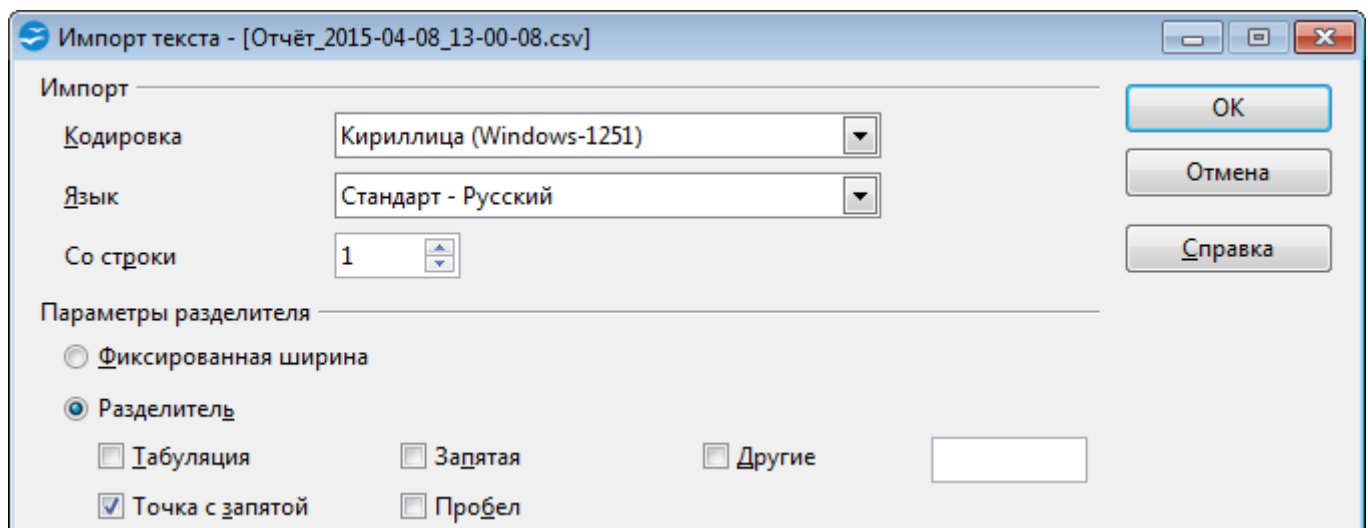 Импорт текста - [Отчёт_2015-04-08_13-00-08.csv]
Импорт
OK
Кодировка Кириллица (Windows-1251)
Отмена
Язык Стандарт - Русский
Со строки 1
Справка
Параметры разделителя
Фиксированная ширина
Разделитель
Табуляция Запятая Другие
Точка с запятой Пробел